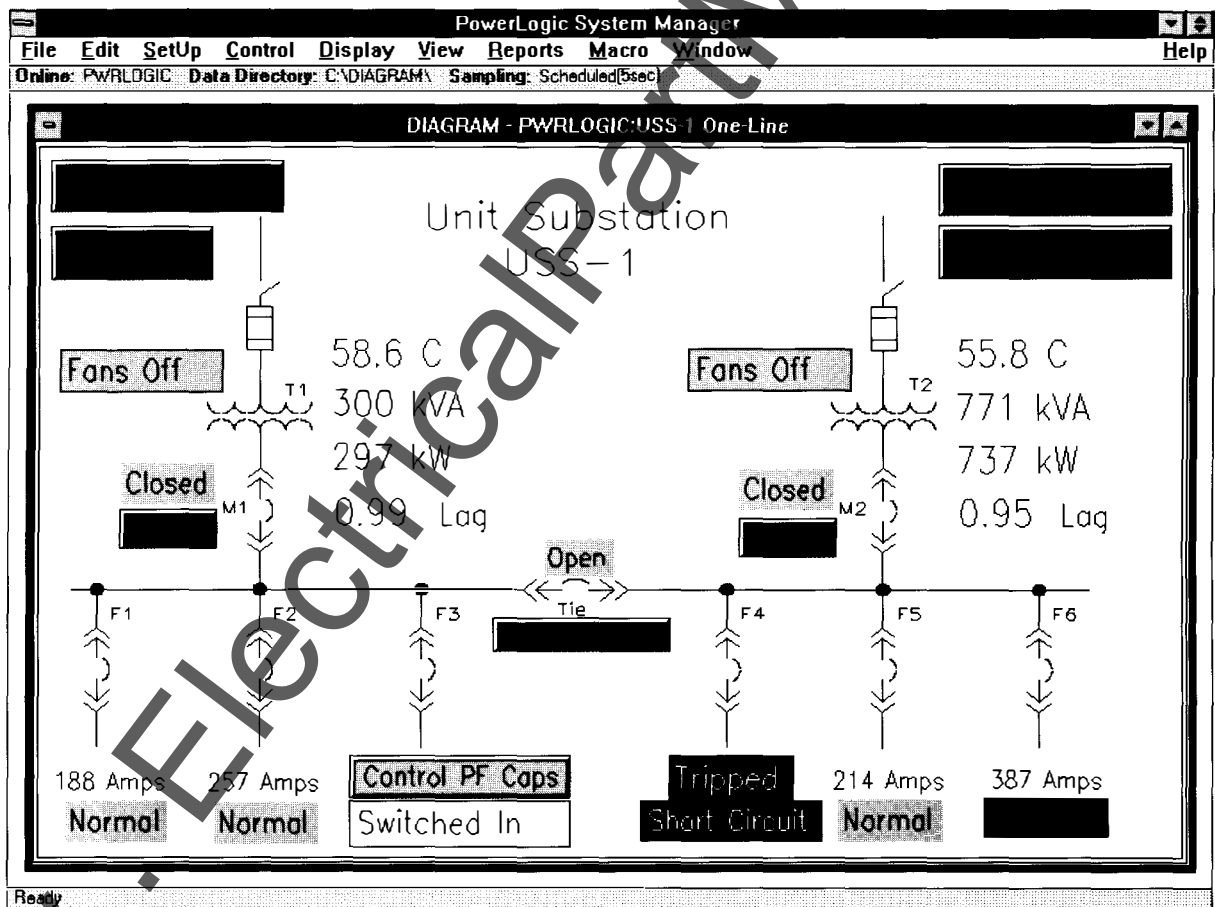 PowerLogic System Manager
File Edit SetUp Control Display View Reports Macro Window Help
Online: PWRLOGIC Data Directory: C:\DIAGRAM\ Sampling: Scheduled[5sec]
DIAGRAM - PWRLOGIC:USS-1 One-Line
Unit Substation
USS-1
Fans Off
58.6 C
T1
300 kVA
297 kW
Closed
M1
0.99 Lag
Fans Off
55.8 C
T2
771 kVA
737 kW
Closed
M2
0.95 Lag
Open
Tie
F1 F2 F3 F4 F5 F6
188 Amps 257 Amps Control PF Caps Tripped 214 Amps 387 Amps
Normal Normal Switched In Short Circuit Normal
Ready
. ElectricalPart